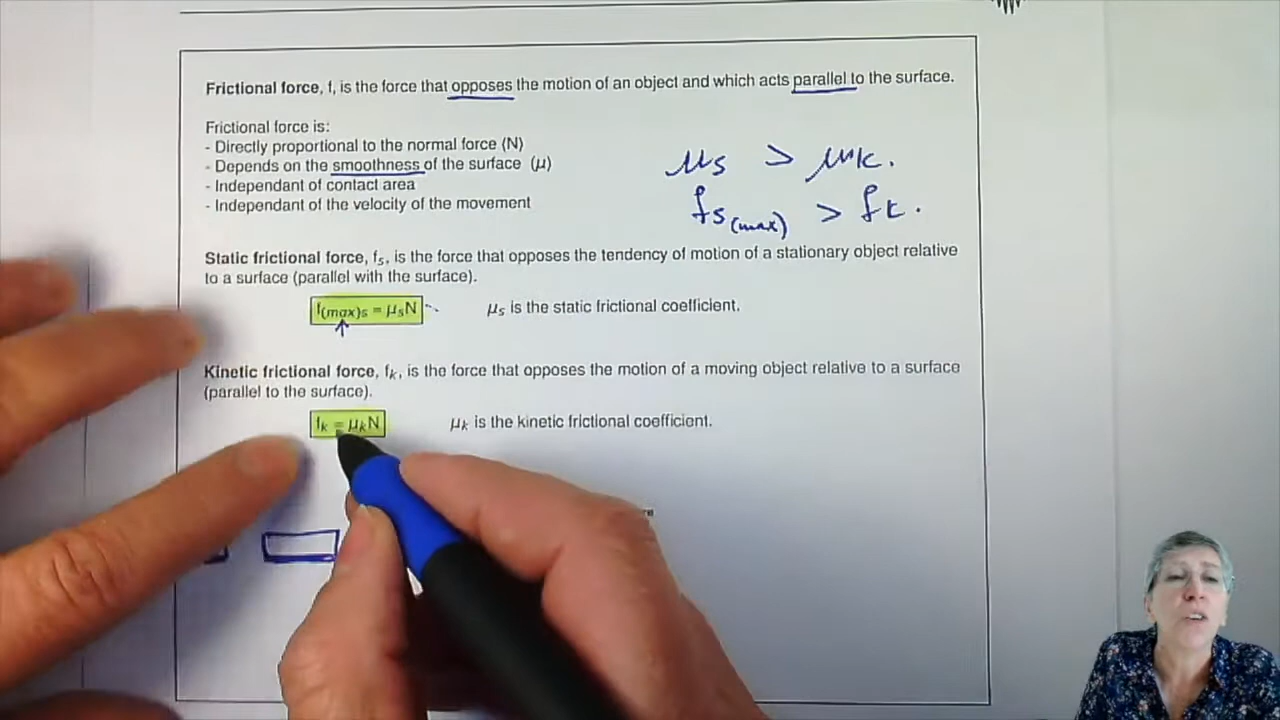 Frictional force, f, is the force that opposes the motion of an object and which acts parallel to the surface.
Frictional force is:
- Directly proportional to the normal force (N)
- Depends on the smoothness of the surface (μ)
- Independant of contact area
- Independant of the velocity of the movement
μs > μk.
fs(max) > fk.
Static frictional force, fs, is the force that opposes the tendency of motion of a stationary object relative
to a surface (parallel with the surface).
f(max)s = μsN μs is the static frictional coefficient.
Kinetic frictional force, fk, is the force that opposes the motion of a moving object relative to a surface
(parallel to the surface).
fk = μkN μk is the kinetic frictional coefficient.